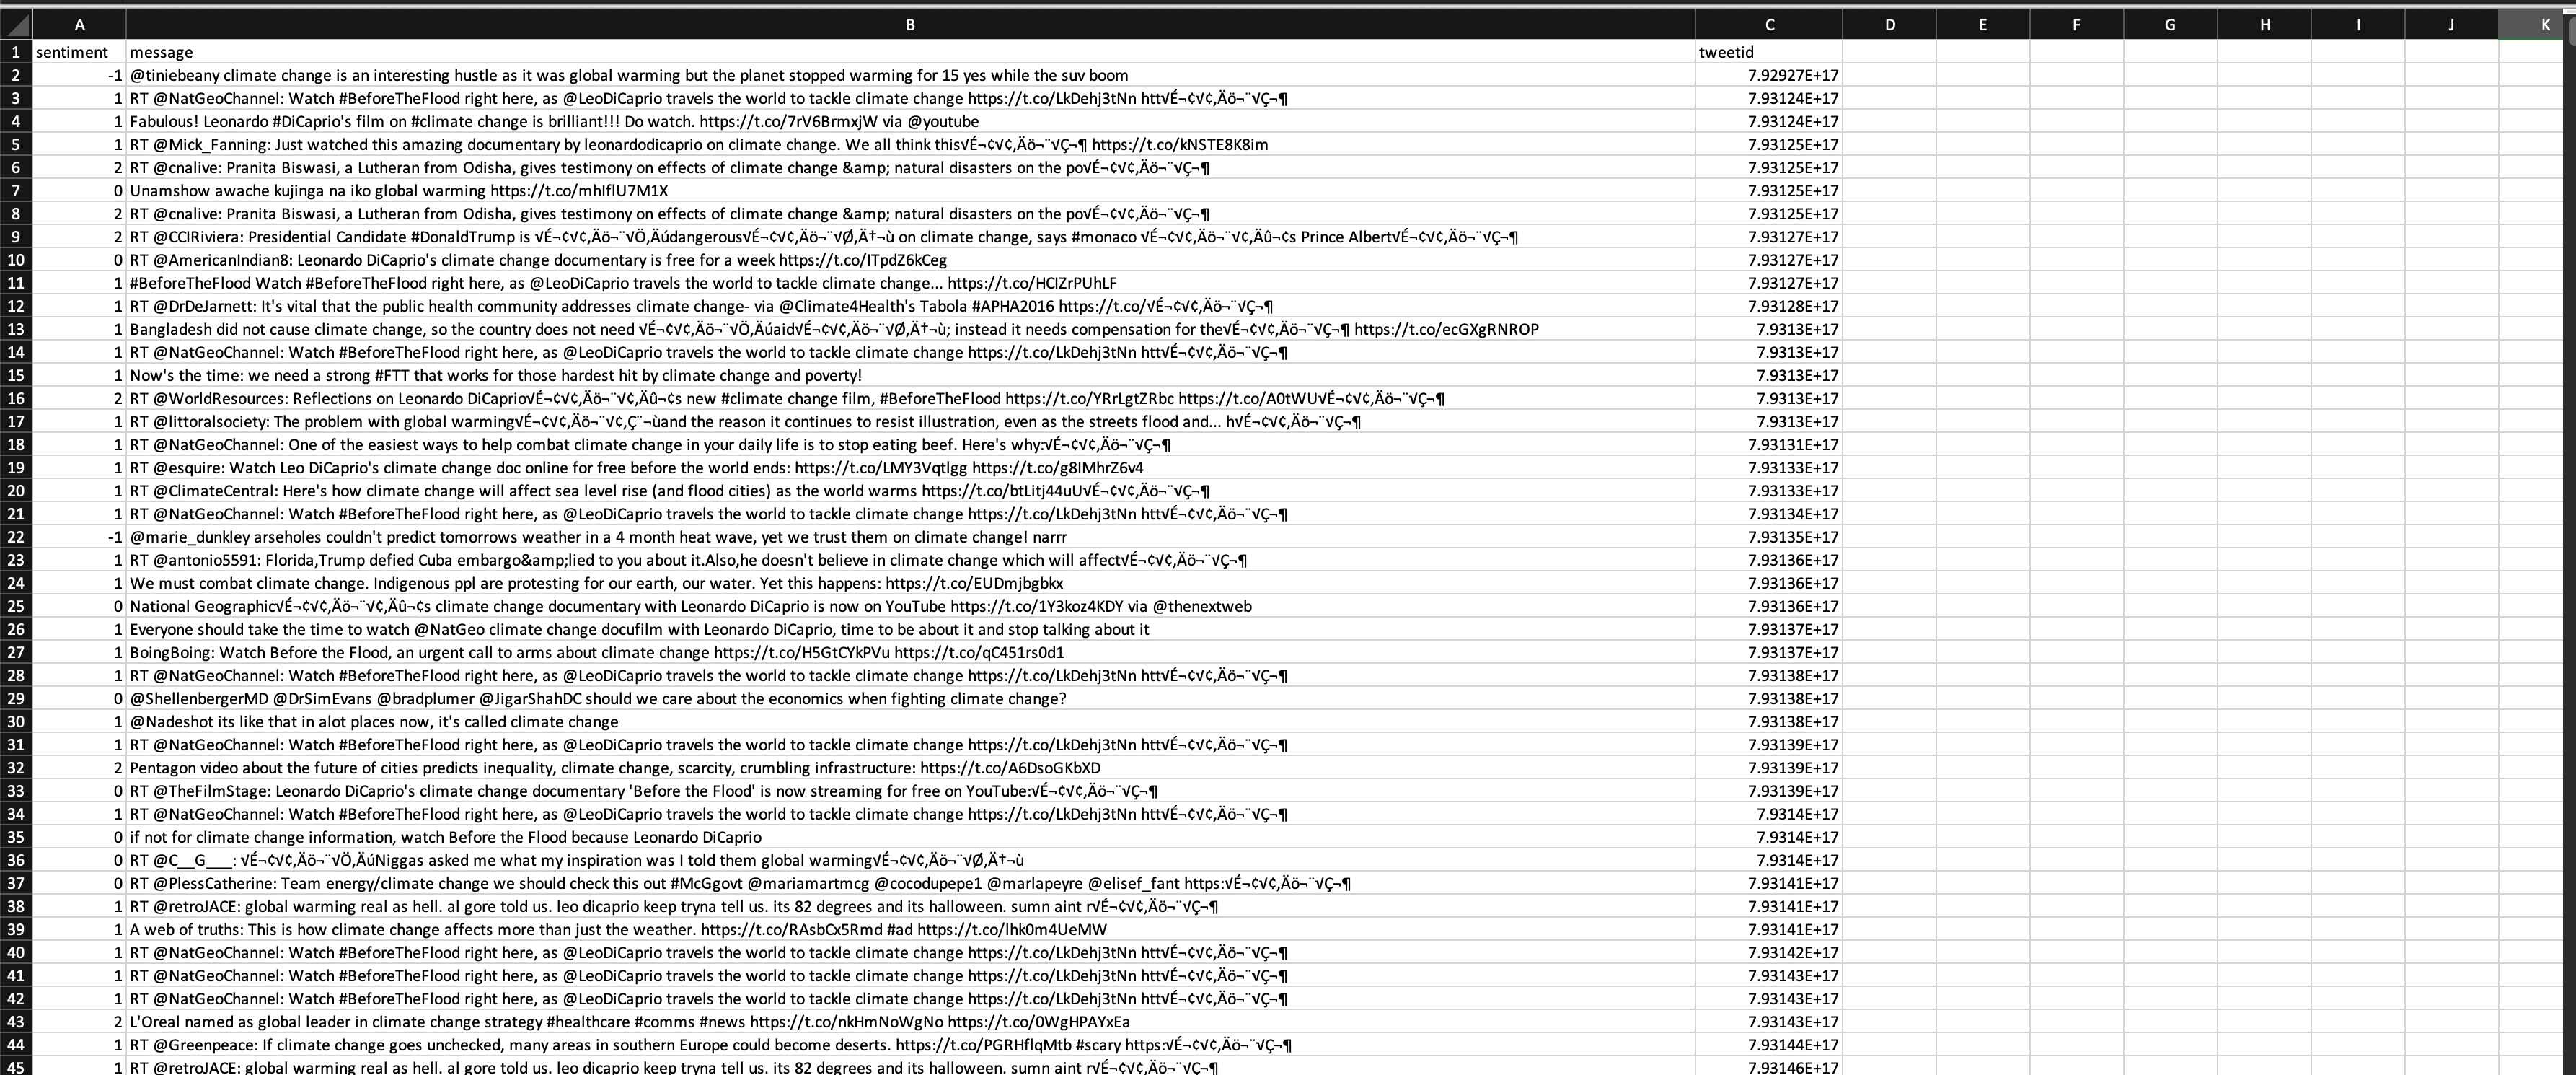 A B C D E F G H I J K
1 sentiment message tweetid
2 -1 @tiniebeany climate change is an interesting hustle as it was global warming but the planet stopped warming for 15 yes while the suv boom 7.92927E+17
3 1 RT @NatGeoChannel: Watch #BeforeTheFlood right here, as @LeoDiCaprio travels the world to tackle climate change https://t.co/LkDehj3tNn httvÉ¬¢v¢‚Äö¬¨vǬ¶ 7.93124E+17
4 1 Fabulous! Leonardo #DiCaprio's film on #climate change is brilliant!!! Do watch. https://t.co/7rV6BrmxjW via @youtube 7.93124E+17
5 1 RT @Mick_Fanning: Just watched this amazing documentary by leonardodicaprio on climate change. We all think this√É¬¢√¢‚Äö¬¨√Ǭ¶ https://t.co/kNSTE8K8im 7.93125E+17
6 2 RT @cnalive: Pranita Biswasi, a Lutheran from Odisha, gives testimony on effects of climate change &amp; natural disasters on the po√É¬¢√¢‚Äö¬¨√Ǭ¶ 7.93125E+17
7 0 Unamshow awache kujinga na iko global warming https://t.co/mhIflU7M1X 7.93125E+17
8 2 RT @cnalive: Pranita Biswasi, a Lutheran from Odisha, gives testimony on effects of climate change &amp; natural disasters on the po√É¬¢√¢‚Äö¬¨√Ǭ¶ 7.93125E+17
9 2 RT @CCIRiviera: Presidential Candidate #DonaldTrump is √É¬¢√¢‚Äö¬¨√Ö‚Äúdangerous√É¬¢√¢‚Äö¬¨√Ø‚Ć¬ù on climate change, says #monaco √É¬¢√¢‚Äö¬¨√¢‚Äû¬¢s Prince Albert√É¬¢√¢‚Äö¬¨√Ǭ¶ 7.93127E+17
10 0 RT @AmericanIndian8: Leonardo DiCaprio's climate change documentary is free for a week https://t.co/ITpdZ6kCeg 7.93127E+17
11 1 #BeforeTheFlood Watch #BeforeTheFlood right here, as @LeoDiCaprio travels the world to tackle climate change... https://t.co/HCIZrPUhLF 7.93127E+17
12 1 RT @DrDeJarnett: It's vital that the public health community addresses climate change- via @Climate4Health's Tabola #APHA2016 https://t.co/√É¬¢√¢‚Äö¬¨√Ǭ¶ 7.93128E+17
13 1 Bangladesh did not cause climate change, so the country does not need √É¬¢√¢‚Äö¬¨√Ö‚Äúaid√É¬¢√¢‚Äö¬¨√Ø‚Ć¬ù; instead it needs compensation for the√É¬¢√¢‚Äö¬¨√Ǭ¶ https://t.co/ecGXgRNROP 7.9313E+17
14 1 RT @NatGeoChannel: Watch #BeforeTheFlood right here, as @LeoDiCaprio travels the world to tackle climate change https://t.co/LkDehj3tNn htt√É¬¢√¢‚Äö¬¨√Ǭ¶ 7.9313E+17
15 1 Now's the time: we need a strong #FTT that works for those hardest hit by climate change and poverty! 7.9313E+17
16 2 RT @WorldResources: Reflections on Leonardo DiCaprio√É¬¢√¢‚Äö¬¨√¢‚Äû¬¢s new #climate change film, #BeforeTheFlood https://t.co/YRrLgtZRbc https://t.co/A0tWU√É¬¢√¢‚Äö¬¨√Ǭ¶ 7.9313E+17
17 1 RT @littoralsociety: The problem with global warming√É¬¢√¢‚Äö¬¨√¢‚Ǩ¬ùand the reason it continues to resist illustration, even as the streets flood and... h√É¬¢√¢‚Äö¬¨√Ǭ¶ 7.9313E+17
18 1 RT @NatGeoChannel: One of the easiest ways to help combat climate change in your daily life is to stop eating beef. Here's why:√É¬¢√¢‚Äö¬¨√Ǭ¶ 7.93131E+17
19 1 RT @esquire: Watch Leo DiCaprio's climate change doc online for free before the world ends: https://t.co/LMY3Vqtlgg https://t.co/g8IMhrZ6v4 7.93133E+17
20 1 RT @ClimateCentral: Here's how climate change will affect sea level rise (and flood cities) as the world warms https://t.co/btLitj44uU√É¬¢√¢‚Äö¬¨√Ǭ¶ 7.93133E+17
21 1 RT @NatGeoChannel: Watch #BeforeTheFlood right here, as @LeoDiCaprio travels the world to tackle climate change https://t.co/LkDehj3tNn htt√É¬¢√¢‚Äö¬¨√Ǭ¶ 7.93134E+17
22 -1 @marie_dunkley arseholes couldn't predict tomorrows weather in a 4 month heat wave, yet we trust them on climate change! narrr 7.93135E+17
23 1 RT @antonio5591: Florida,Trump defied Cuba embargo&amp;lied to you about it.Also,he doesn't believe in climate change which will affect√É¬¢√¢‚Äö¬¨√Ǭ¶ 7.93136E+17
24 1 We must combat climate change. Indigenous ppl are protesting for our earth, our water. Yet this happens: https://t.co/EUDmjbgbkx 7.93136E+17
25 0 National Geographic√É¬¢√¢‚Äö¬¨√¢‚Äû¬¢s climate change documentary with Leonardo DiCaprio is now on YouTube https://t.co/1Y3koz4KDY via @thenextweb 7.93136E+17
26 1 Everyone should take the time to watch @NatGeo climate change docufilm with Leonardo DiCaprio, time to be about it and stop talking about it 7.93137E+17
27 1 BoingBoing: Watch Before the Flood, an urgent call to arms about climate change https://t.co/H5GtCYkPVu https://t.co/qC451rs0d1 7.93137E+17
28 1 RT @NatGeoChannel: Watch #BeforeTheFlood right here, as @LeoDiCaprio travels the world to tackle climate change https://t.co/LkDehj3tNn htt√É¬¢√¢‚Äö¬¨√Ǭ¶ 7.93138E+17
29 0 @ShellenbergerMD @DrSimEvans @bradplumer @JigarShahDC should we care about the economics when fighting climate change? 7.93138E+17
30 1 @Nadeshot its like that in alot places now, it's called climate change 7.93138E+17
31 1 RT @NatGeoChannel: Watch #BeforeTheFlood right here, as @LeoDiCaprio travels the world to tackle climate change https://t.co/LkDehj3tNn htt√É¬¢√¢‚Äö¬¨√Ǭ¶ 7.93139E+17
32 2 Pentagon video about the future of cities predicts inequality, climate change, scarcity, crumbling infrastructure: https://t.co/A6DsoGKbXD 7.93139E+17
33 0 RT @TheFilmStage: Leonardo DiCaprio's climate change documentary 'Before the Flood' is now streaming for free on YouTube:√É¬¢√¢‚Äö¬¨√Ǭ¶ 7.93139E+17
34 1 RT @NatGeoChannel: Watch #BeforeTheFlood right here, as @LeoDiCaprio travels the world to tackle climate change https://t.co/LkDehj3tNn htt√É¬¢√¢‚Äö¬¨√Ǭ¶ 7.9314E+17
35 0 if not for climate change information, watch Before the Flood because Leonardo DiCaprio 7.9314E+17
36 0 RT @C__G___: √É¬¢√¢‚Äö¬¨√Ö‚ÄúNiggas asked me what my inspiration was I told them global warming√É¬¢√¢‚Äö¬¨√Ø‚Ć¬ù 7.9314E+17
37 0 RT @PlessCatherine: Team energy/climate change we should check this out #McGgovt @mariamartmcg @cocodupepe1 @marlapeyre @elisef_fant https:√É¬¢√¢‚Äö¬¨√Ǭ¶ 7.93141E+17
38 1 RT @retroJACE: global warming real as hell. al gore told us. leo dicaprio keep tryna tell us. its 82 degrees and its halloween. sumn aint r√É¬¢√¢‚Äö¬¨√Ǭ¶ 7.93141E+17
39 1 A web of truths: This is how climate change affects more than just the weather. https://t.co/RAsbCx5Rmd #ad https://t.co/lhk0m4UeMW 7.93141E+17
40 1 RT @NatGeoChannel: Watch #BeforeTheFlood right here, as @LeoDiCaprio travels the world to tackle climate change https://t.co/LkDehj3tNn htt√É¬¢√¢‚Äö¬¨√Ǭ¶ 7.93142E+17
41 1 RT @NatGeoChannel: Watch #BeforeTheFlood right here, as @LeoDiCaprio travels the world to tackle climate change https://t.co/LkDehj3tNn htt√É¬¢√¢‚Äö¬¨√Ǭ¶ 7.93143E+17
42 1 RT @NatGeoChannel: Watch #BeforeTheFlood right here, as @LeoDiCaprio travels the world to tackle climate change https://t.co/LkDehj3tNn htt√É¬¢√¢‚Äö¬¨√Ǭ¶ 7.93143E+17
43 2 L'Oreal named as global leader in climate change strategy #healthcare #comms #news https://t.co/nkHmNoWgNo https://t.co/0WgHPAYxEa 7.93143E+17
44 1 RT @Greenpeace: If climate change goes unchecked, many areas in southern Europe could become deserts. https://t.co/PGRHflqMtb #scary https:√É¬¢√¢‚Äö¬¨√Ǭ¶ 7.93144E+17
45 1 RT @retroJACE: global warming real as hell. al gore told us. leo dicaprio keep tryna tell us. its 82 degrees and its halloween. sumn aint r√É¬¢√¢‚Äö¬¨√Ǭ¶ 7.93146E+17